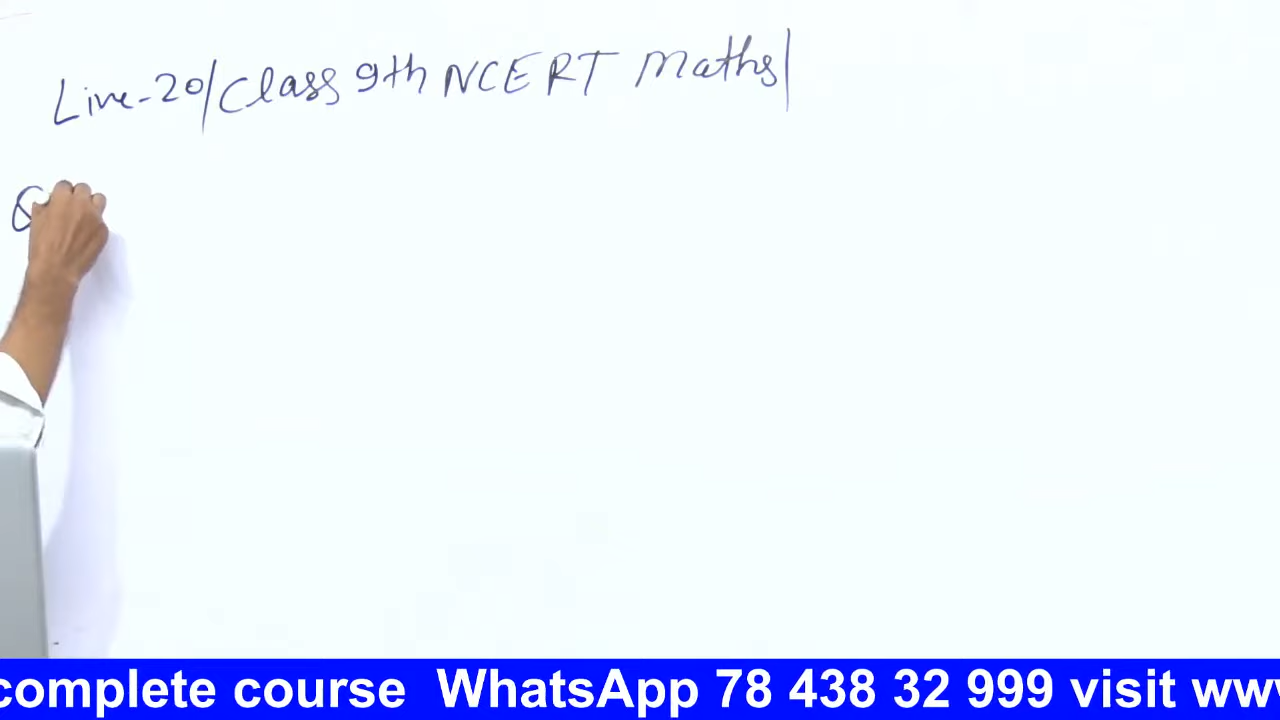 Live-20/Class 9th NCERT Maths|
Q
complete course WhatsApp 78 438 32 999 visit www